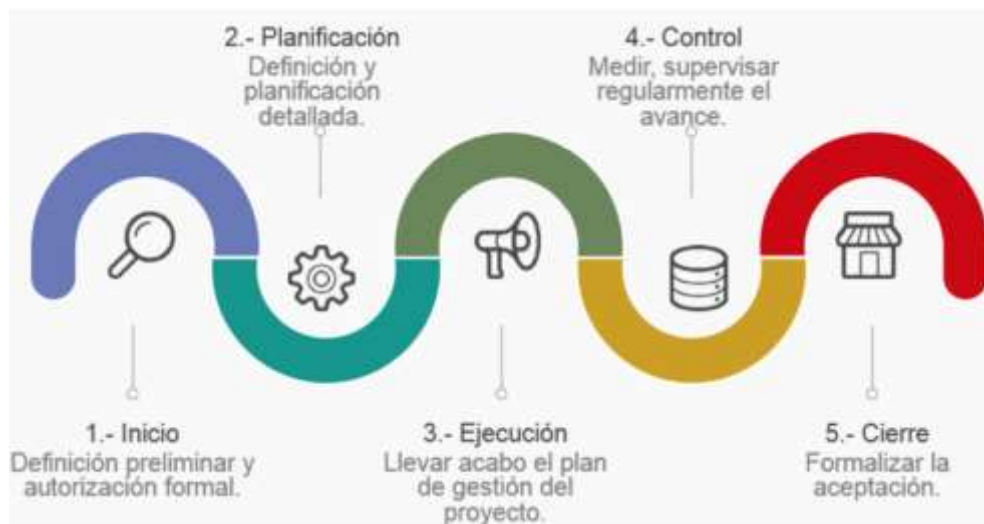 2.- Planificación
Definición y
planificación
detallada.
4.- Control
Medir, supervisar
regularmente el
avance.
1.- Inicio
Definición preliminar y
autorización formal.
3.- Ejecución
Llevar acabo el plan
de gestión del
proyecto.
5.- Cierre
Formalizar la
aceptación.